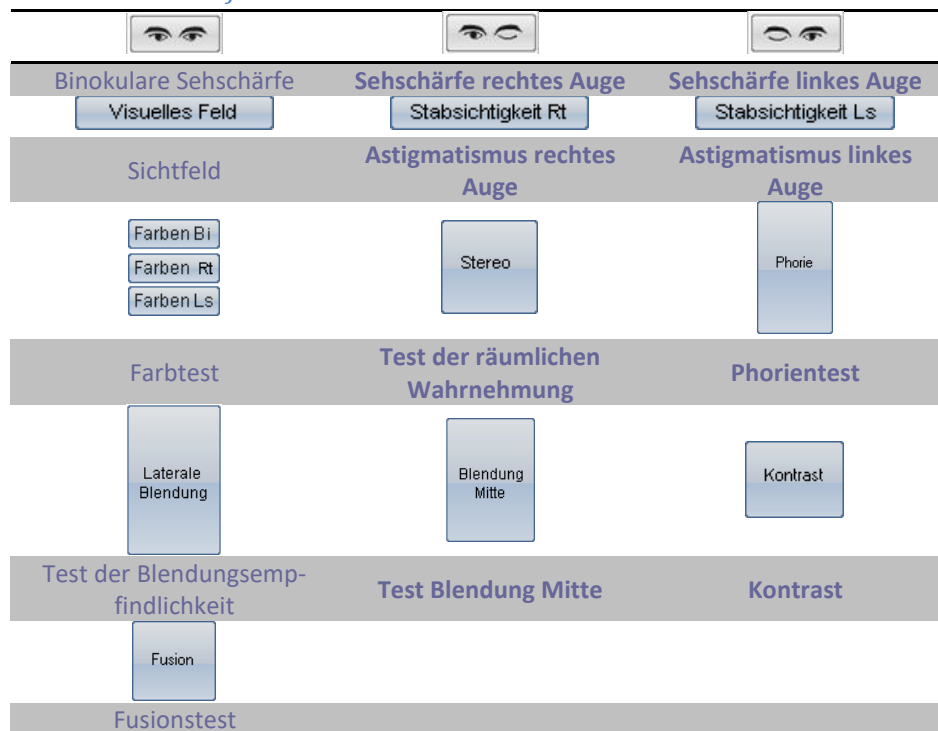 Binokulare Sehschärfe
Sehschärfe rechtes Auge
Sehschärfe linkes Auge
Visuelles Feld
Stabsichtigkeit Rt
Stabsichtigkeit Ls
Sichtfeld
Astigmatismus rechtes
Auge
Astigmatismus linkes
Auge
Farben Bi
Farben Rt
Farben Ls
Stereo
Phorie
Farbtest
Test der räumlichen
Wahrnehmung
Phorientest
Laterale
Blendung
Blendung
Mitte
Kontrast
Test der Blendungsemp-
findlichkeit
Test Blendung Mitte
Kontrast
Fusion
Fusionstest